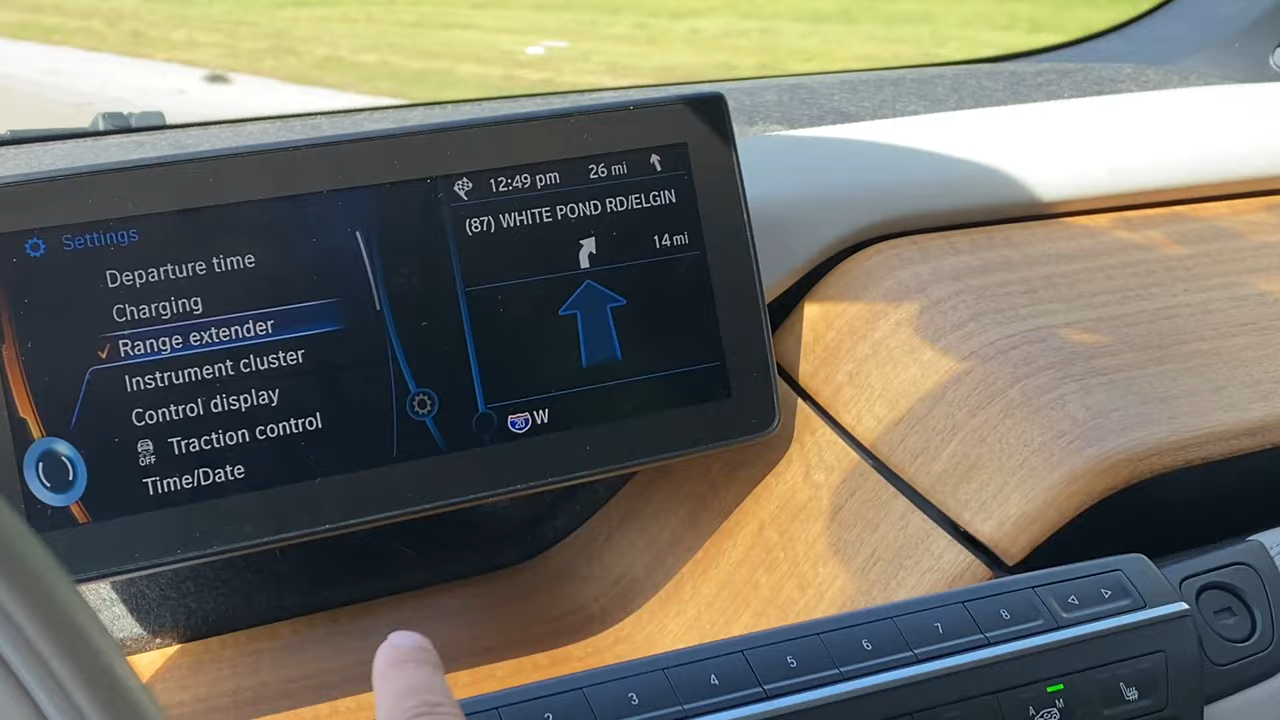 Settings
Departure time
Charging
Range extender
Instrument cluster
Control display
OFF Traction control
Time/Date
12:49 pm 26 mi
(87) WHITE POND RD/ELGIN
14 mi
20 W
2 3 4 5 6 7 8
A M